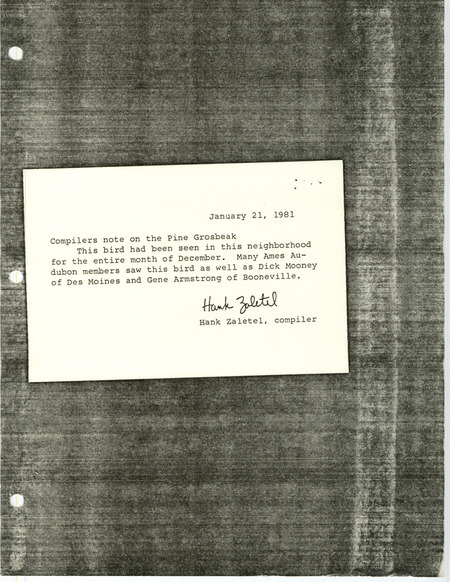 January 21, 1981
Compilers note on the Pine Grosbeak
This bird had been seen in this neighborhood
for the entire month of December. Many Ames Au-
dubon members saw this bird as well as Dick Mooney
of Des Moines and Gene Armstrong of Booneville.
Hank Zaletel
Hank Zaletel, compiler